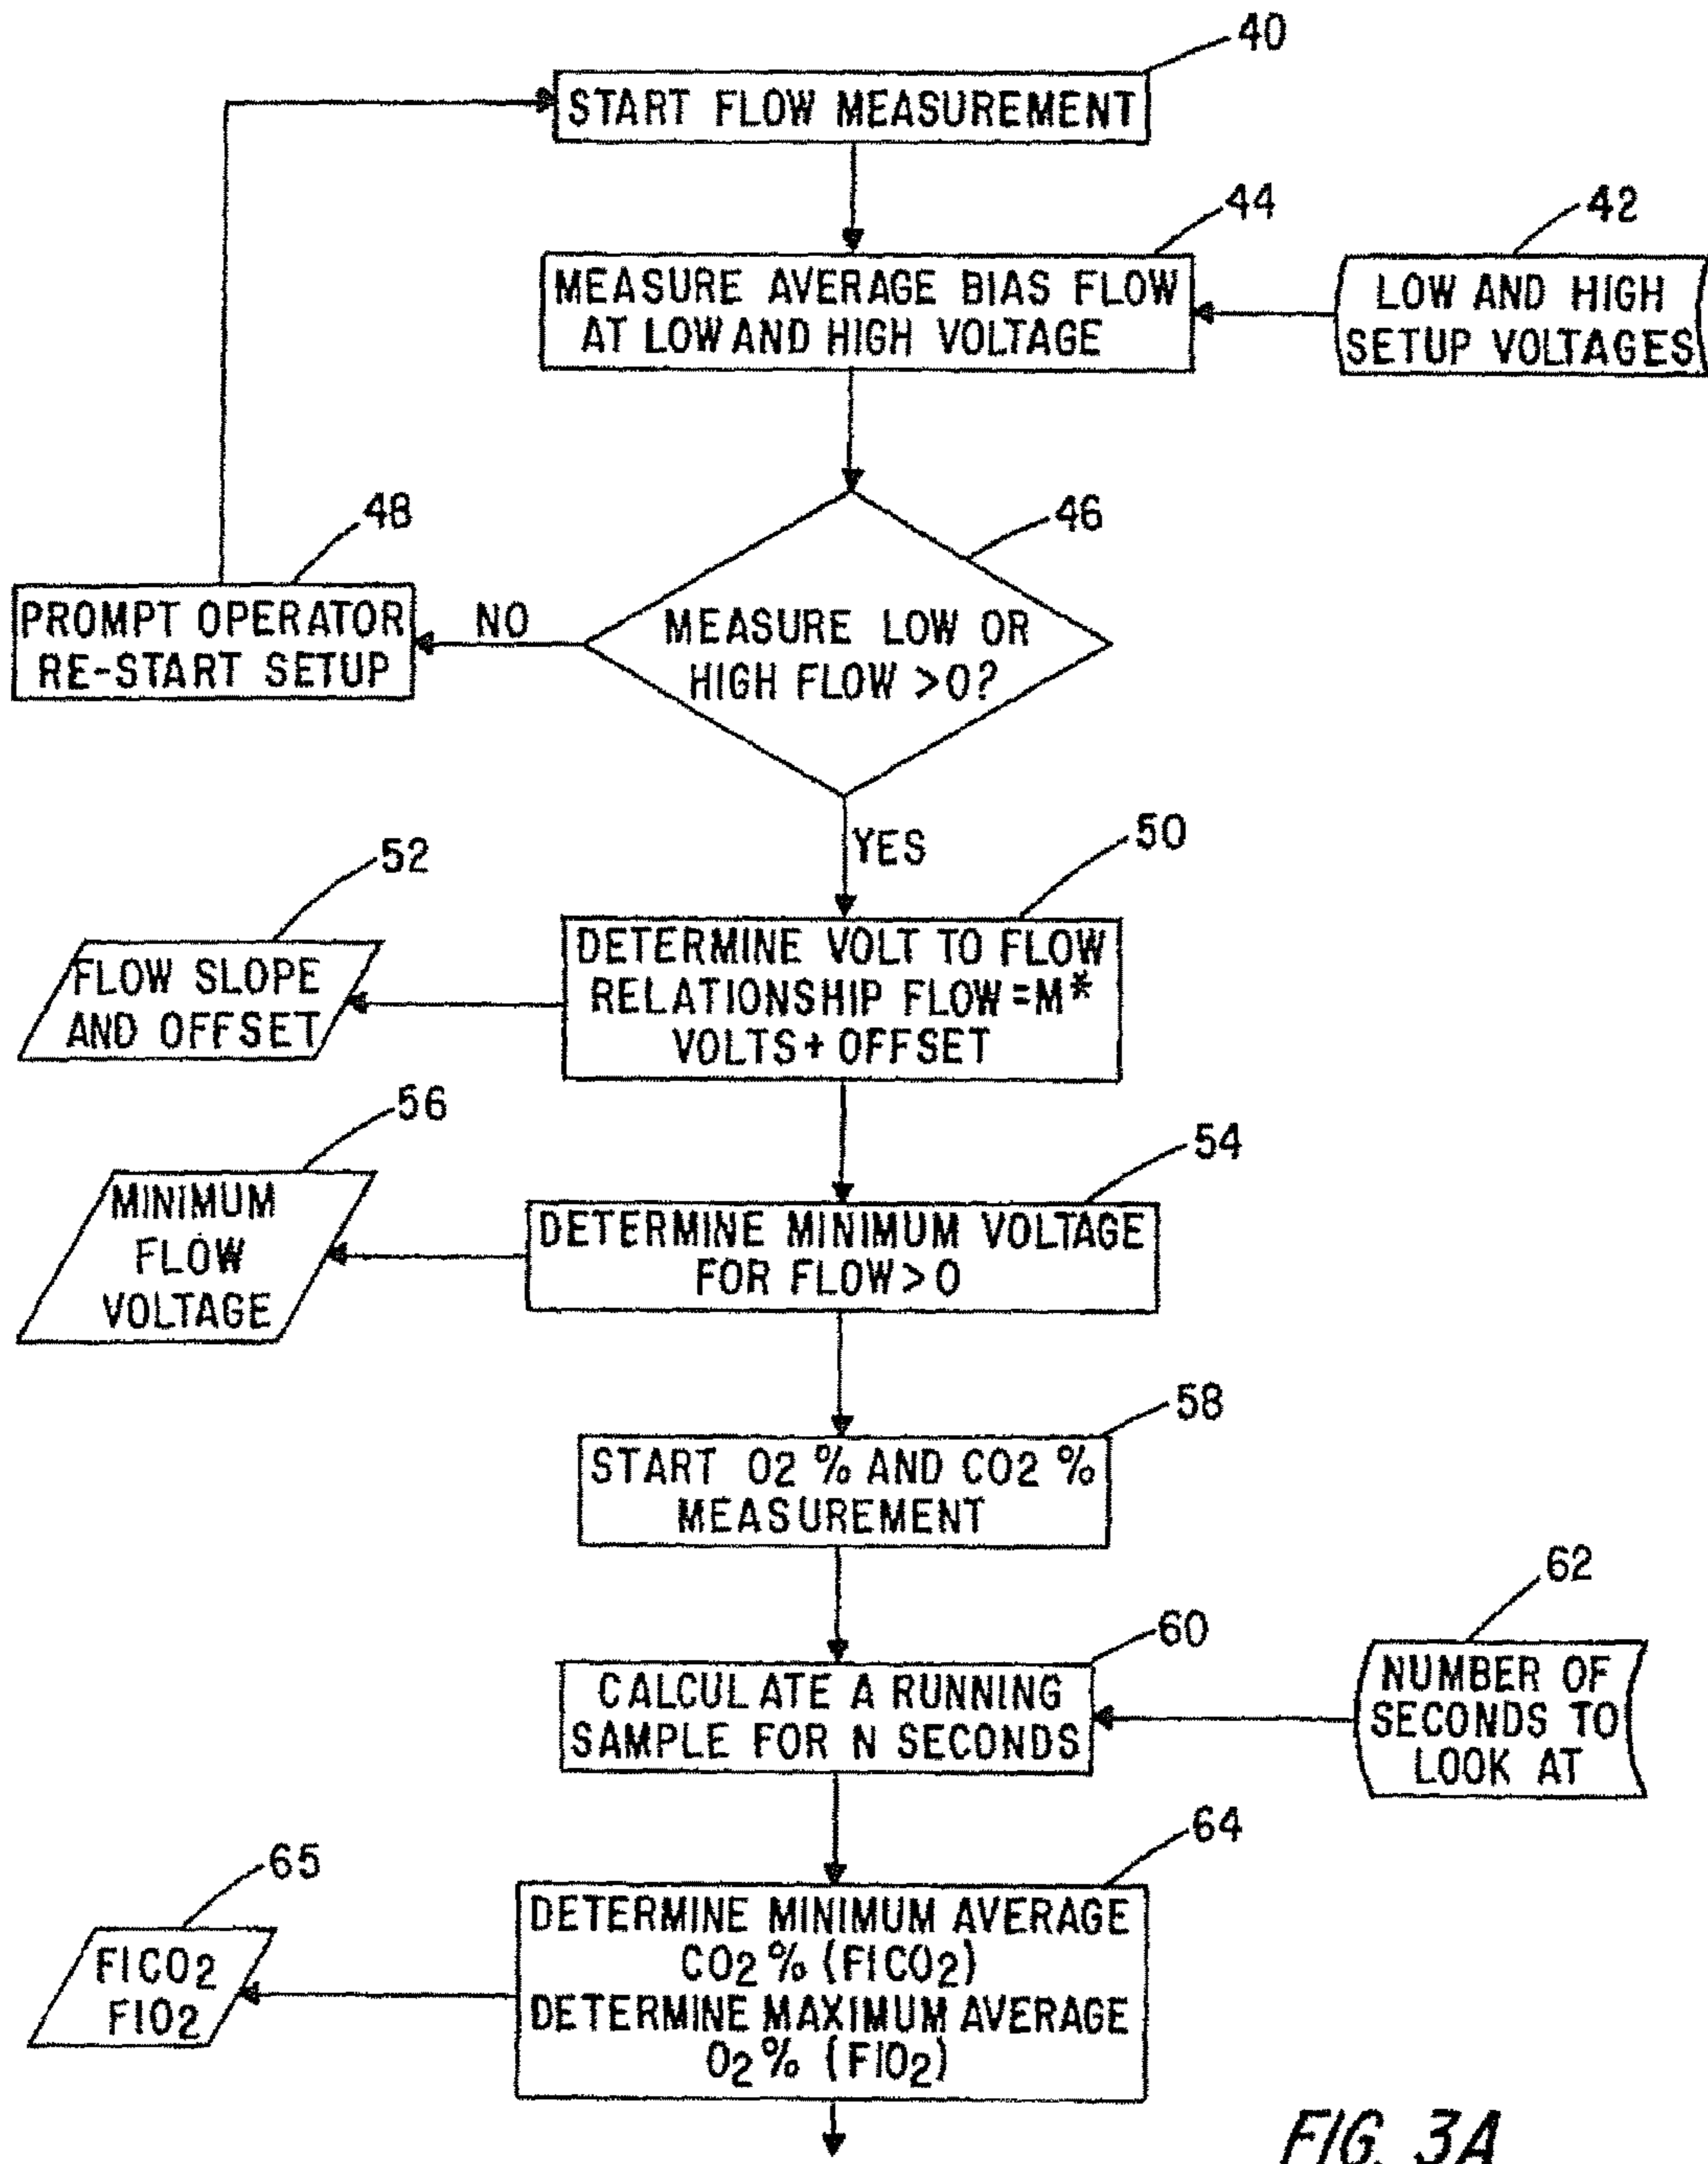 40
START FLOW MEASUREMENT
44
42
MEASURE AVERAGE BIAS FLOW
AT LOW AND HIGH VOLTAGE
LOW AND HIGH
SETUP VOLTAGES
48
46
PROMPT OPERATOR
RE-START SETUP
NO
MEASURE LOW OR
HIGH FLOW >0?
YES
52
50
FLOW SLOPE
AND OFFSET
DETERMINE VOLT TO FLOW
RELATIONSHIP FLOW=M*
VOLTS+ OFFSET
56
54
MINIMUM
FLOW
VOLTAGE
DETERMINE MINIMUM VOLTAGE
FOR FLOW>0
58
START O2 % AND CO2 %
MEASUREMENT
60
62
CALCULATE A RUNNING
SAMPLE FOR N SECONDS
NUMBER OF
SECONDS TO
LOOK AT
65
64
FICO2
FIO2
DETERMINE MINIMUM AVERAGE
CO2 % (FICO2)
DETERMINE MAXIMUM AVERAGE
O2 % (FIO2)
FIG. 3A